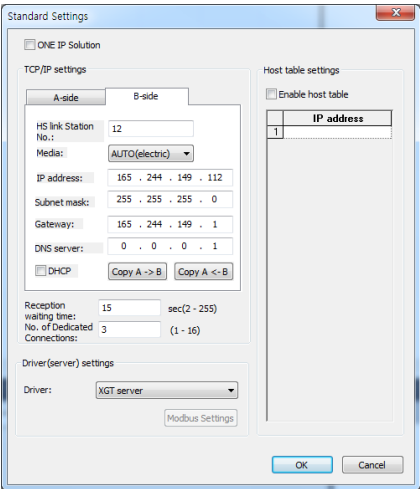 Standard Settings
ONE IP Solution
TCP/IP settings
A-side
B-side
HS link Station No.:
12
Media:
AUTO(electric)
IP address:
165 . 244 . 149 . 112
Subnet mask:
255 . 255 . 255 . 0
Gateway:
165 . 244 . 149 . 1
DNS server:
0 . 0 . 0 . 1
DHCP
Copy A -> B
Copy A <- B
Reception waiting time:
15
sec(2 - 255)
No. of Dedicated Connections:
3
(1 - 16)
Driver(server) settings
Driver:
XGT server
Modbus Settings
Host table settings
Enable host table
IP address
1
OK
Cancel